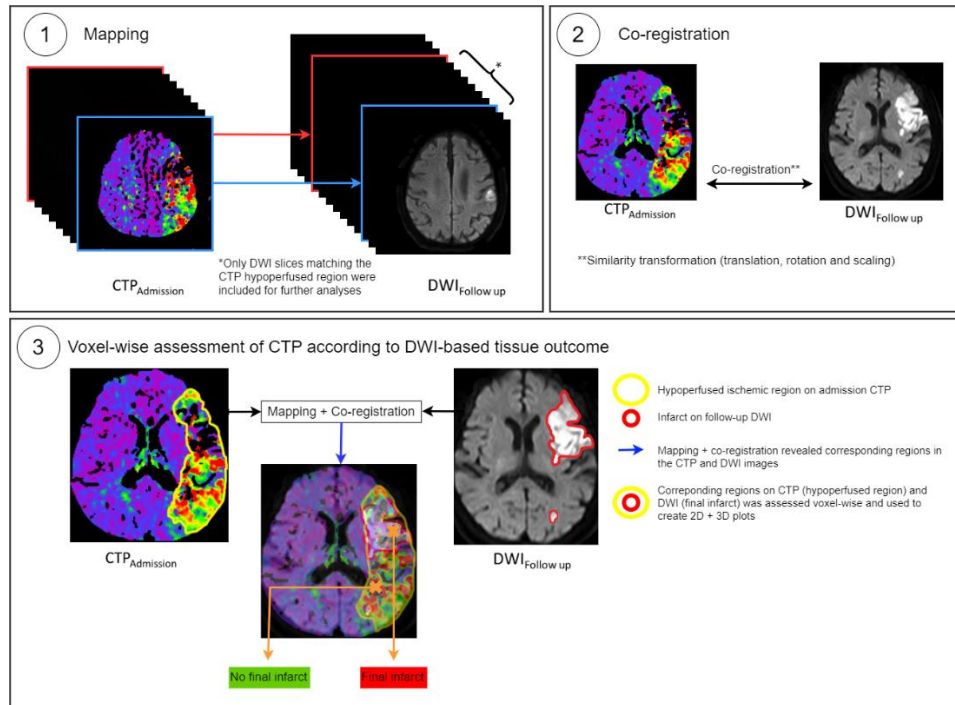 1 Mapping
*
CTPAdmission
*Only DWI slices matching the
CTP hypoperfused region were
included for further analyses
DWIFollow up
2 Co-registration
Co-registration**
CTPAdmission
DWIFollow up
**Similarity transformation (translation, rotation and scaling)
3 Voxel-wise assessment of CTP according to DWI-based tissue outcome
Mapping + Co-registration
CTPAdmission
DWIFollow up
No final infarct
Final infarct
Hypoperfused ischemic region on admission CTP
Infarct on follow-up DWI
Mapping + co-registration revealed corresponding regions in
the CTP and DWI images
Correponding regions on CTP (hypoperfused region) and
DWI (final infarct) was assessed voxel-wise and used to
create 2D + 3D plots